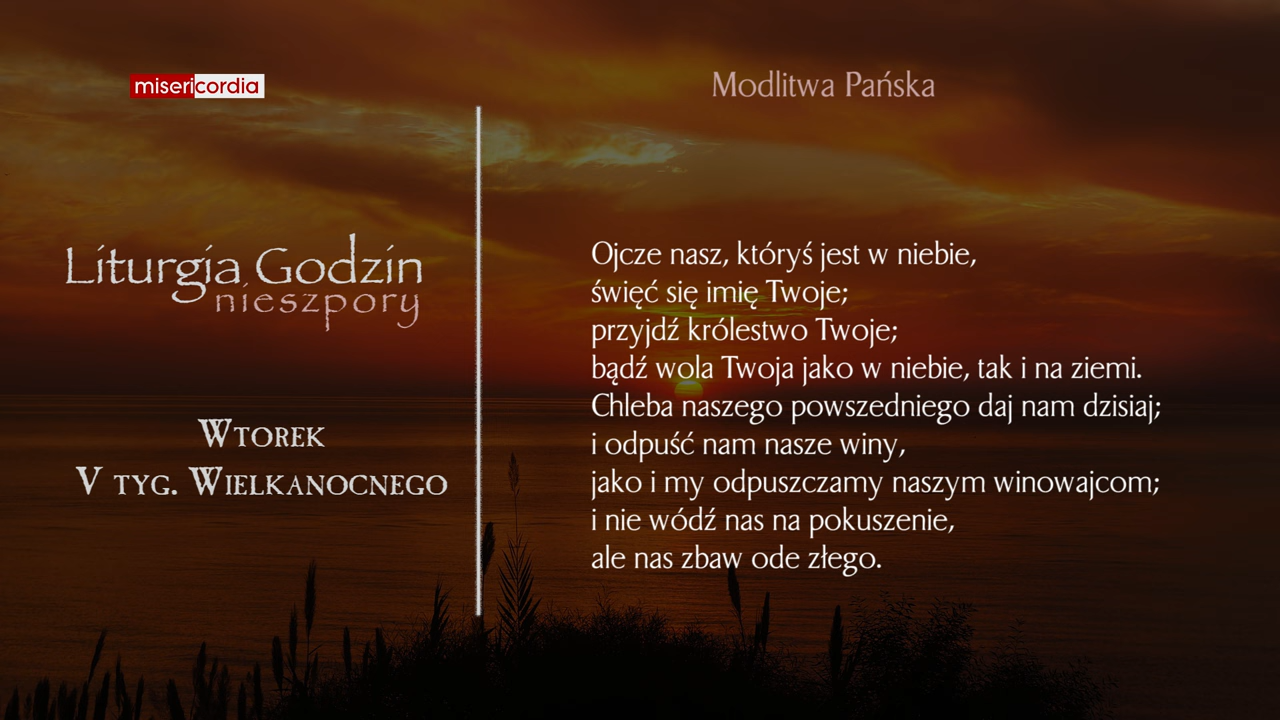 misericordia
Liturgia Godzin
nieszpory
Wtorek
V tyg. Wielkanocnego
Modlitwa Pańska
Ojcze nasz, któryś jest w niebie,
święć się imię Twoje;
przyjdź królestwo Twoje;
bądź wola Twoja jako w niebie, tak i na ziemi.
Chleba naszego powszedniego daj nam dzisiaj;
i odpuść nam nasze winy,
jako i my odpuszczamy naszym winowajcom;
i nie wódź nas na pokuszenie,
ale nas zbaw ode złego.